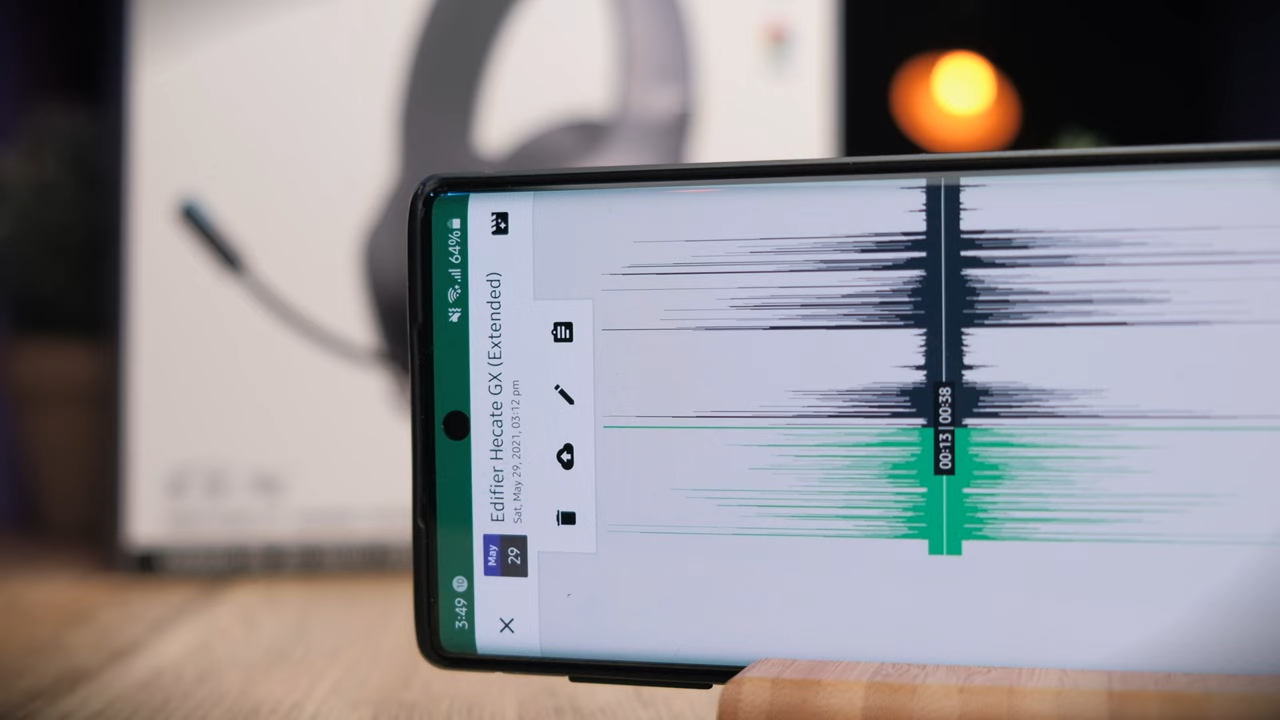 3:49 10
64%
May
29
Edifier Hecate GX (Extended)
Sat, May 29, 2021, 03:12 pm
00:13 | 00:38